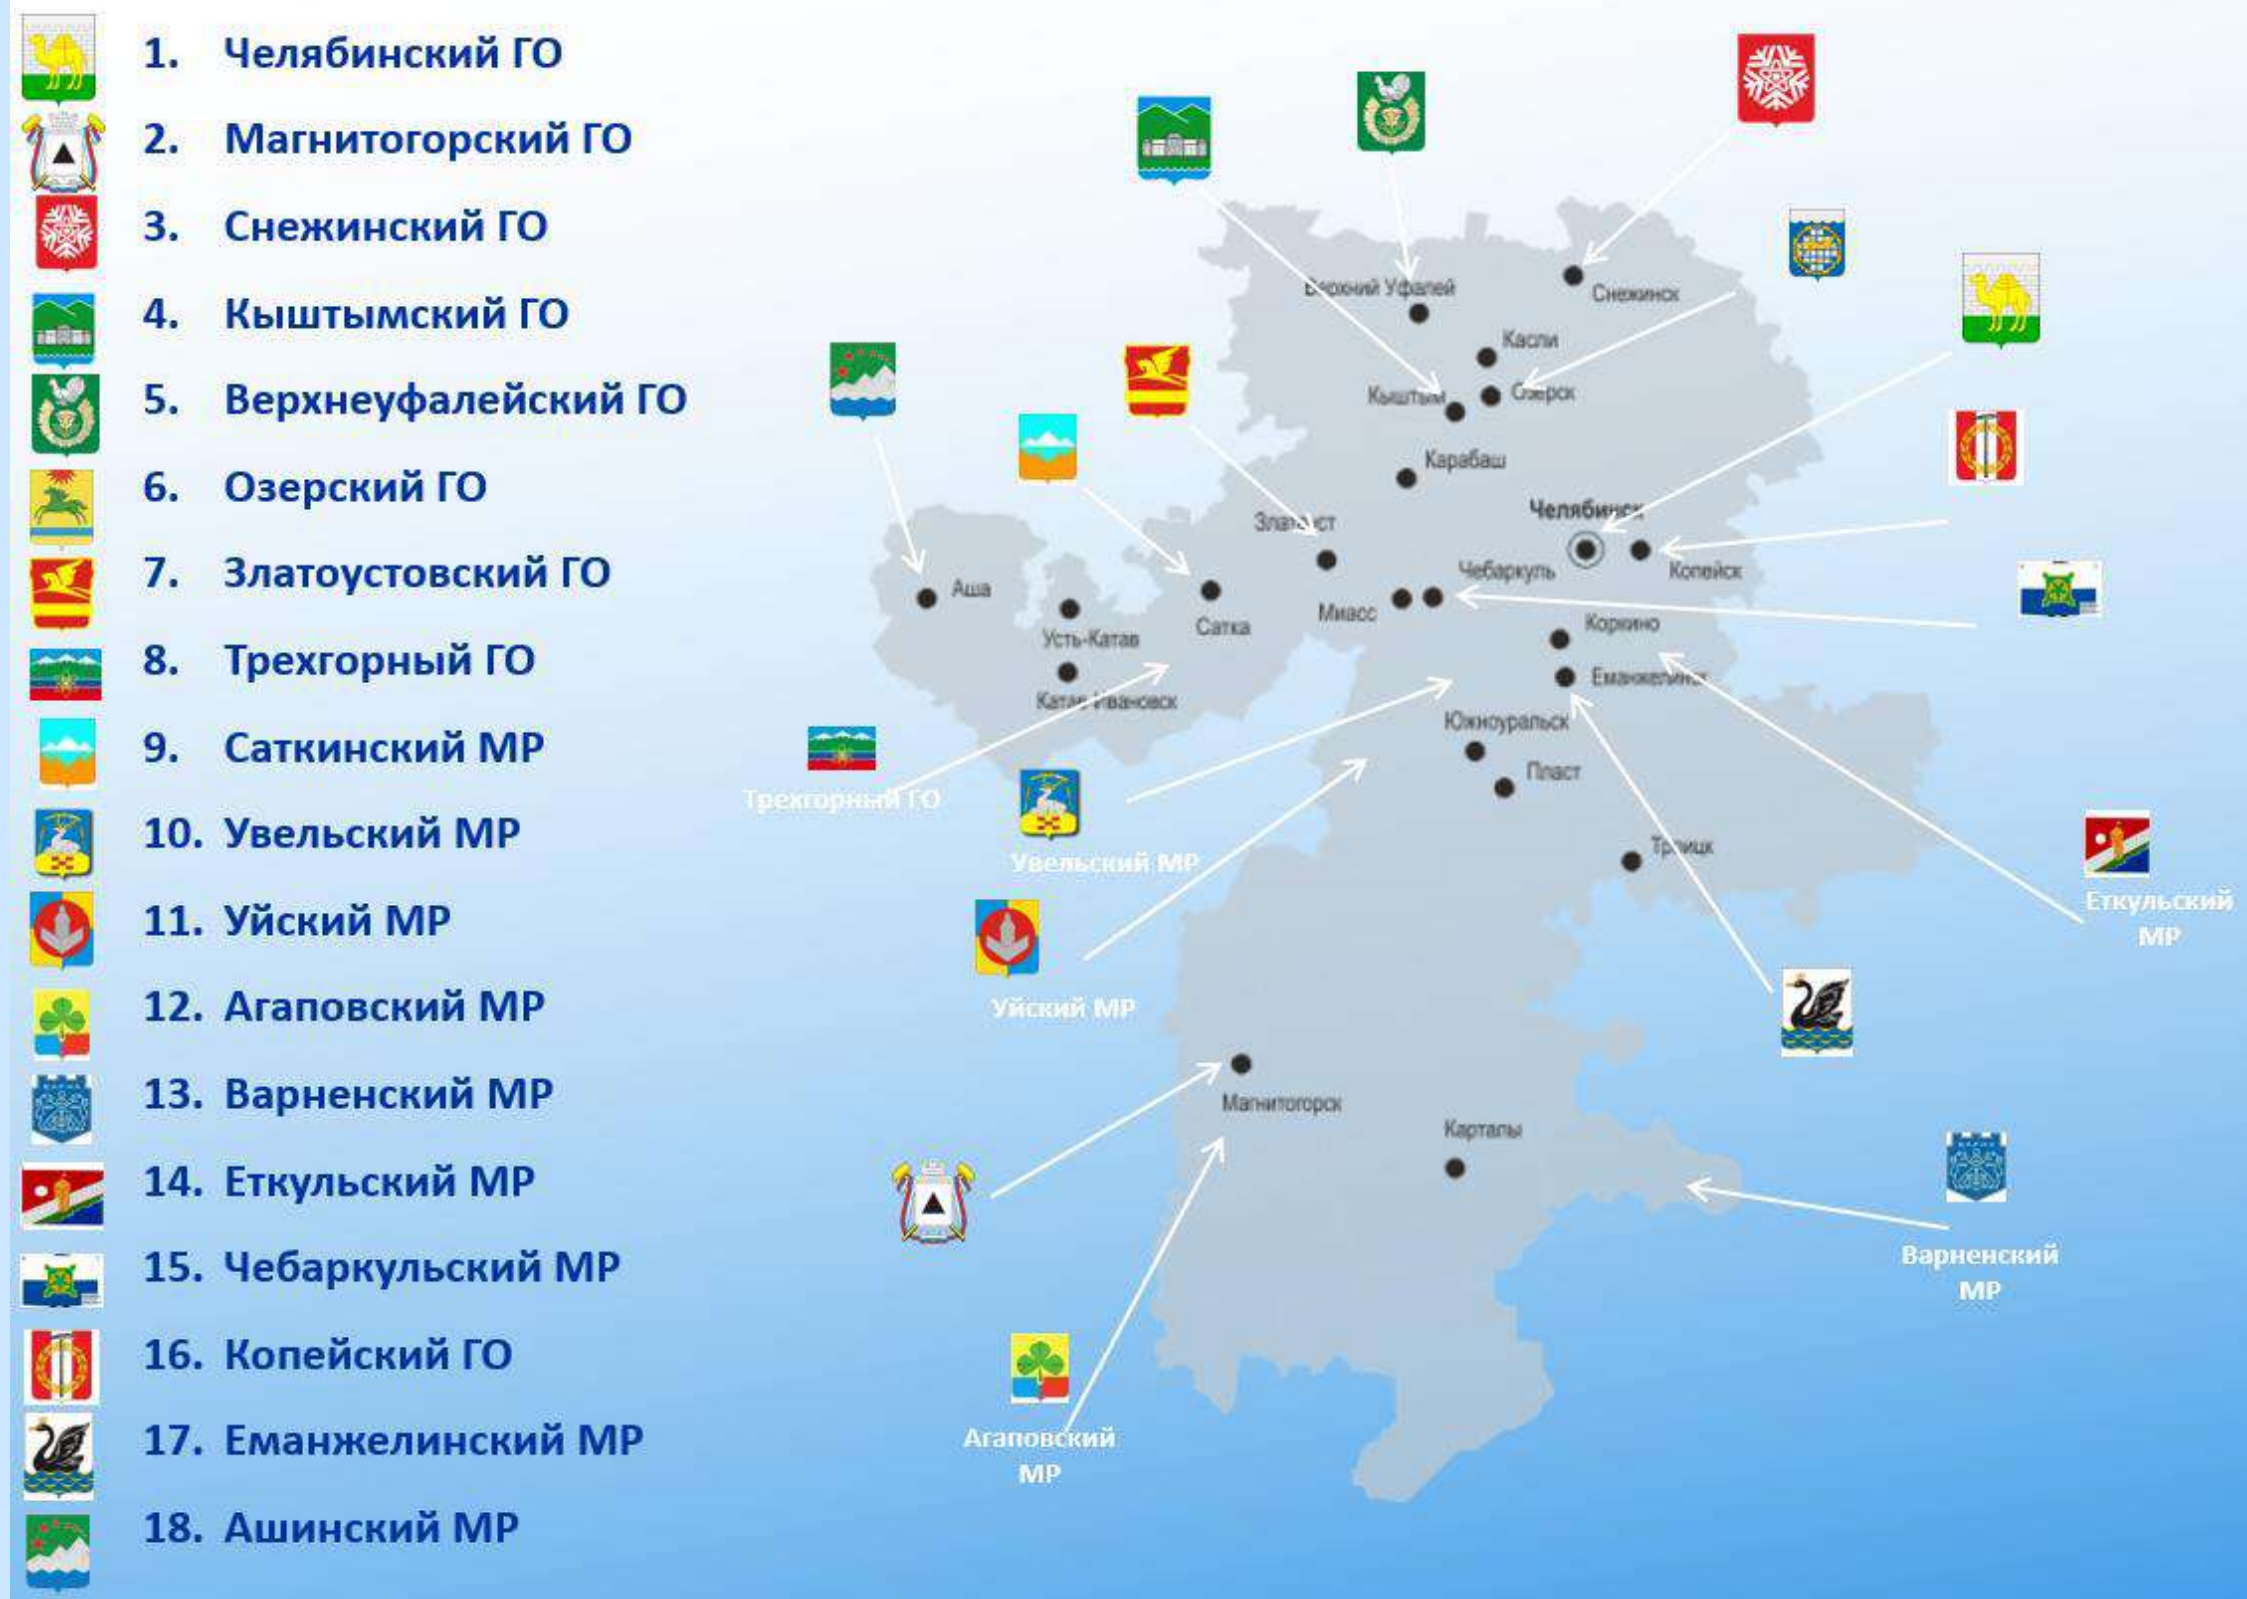 1. Челябинский ГО
2. Магнитогорский ГО
3. Снежинский ГО
4. Кыштымский ГО
5. Верхнеуфалейский ГО
6. Озерский ГО
7. Златоустовский ГО
8. Трехгорный ГО
9. Саткинский МР
10. Увельский МР
11. Уйский МР
12. Агаповский МР
13. Варненский МР
14. Еткульский МР
15. Чебаркульский МР
16. Копейский ГО
17. Еманжелинский МР
18. Ашинский МР
Верхний Уфалей
Снежинск
Касли
Кыштым
Озерск
Карабаш
Челябинск
Златоуст
Чебаркуль
Копейск
Аша
Миасс
Сатка
Коркино
Усть-Катав
Еманжелинск
Катав-Ивановск
Южноуральск
Пласт
Трехгорный ГО
Троицк
Увельский МР
Еткульский
МР
Уйский МР
Магнитогорск
Карталы
Варненский
МР
Агаповский
МР